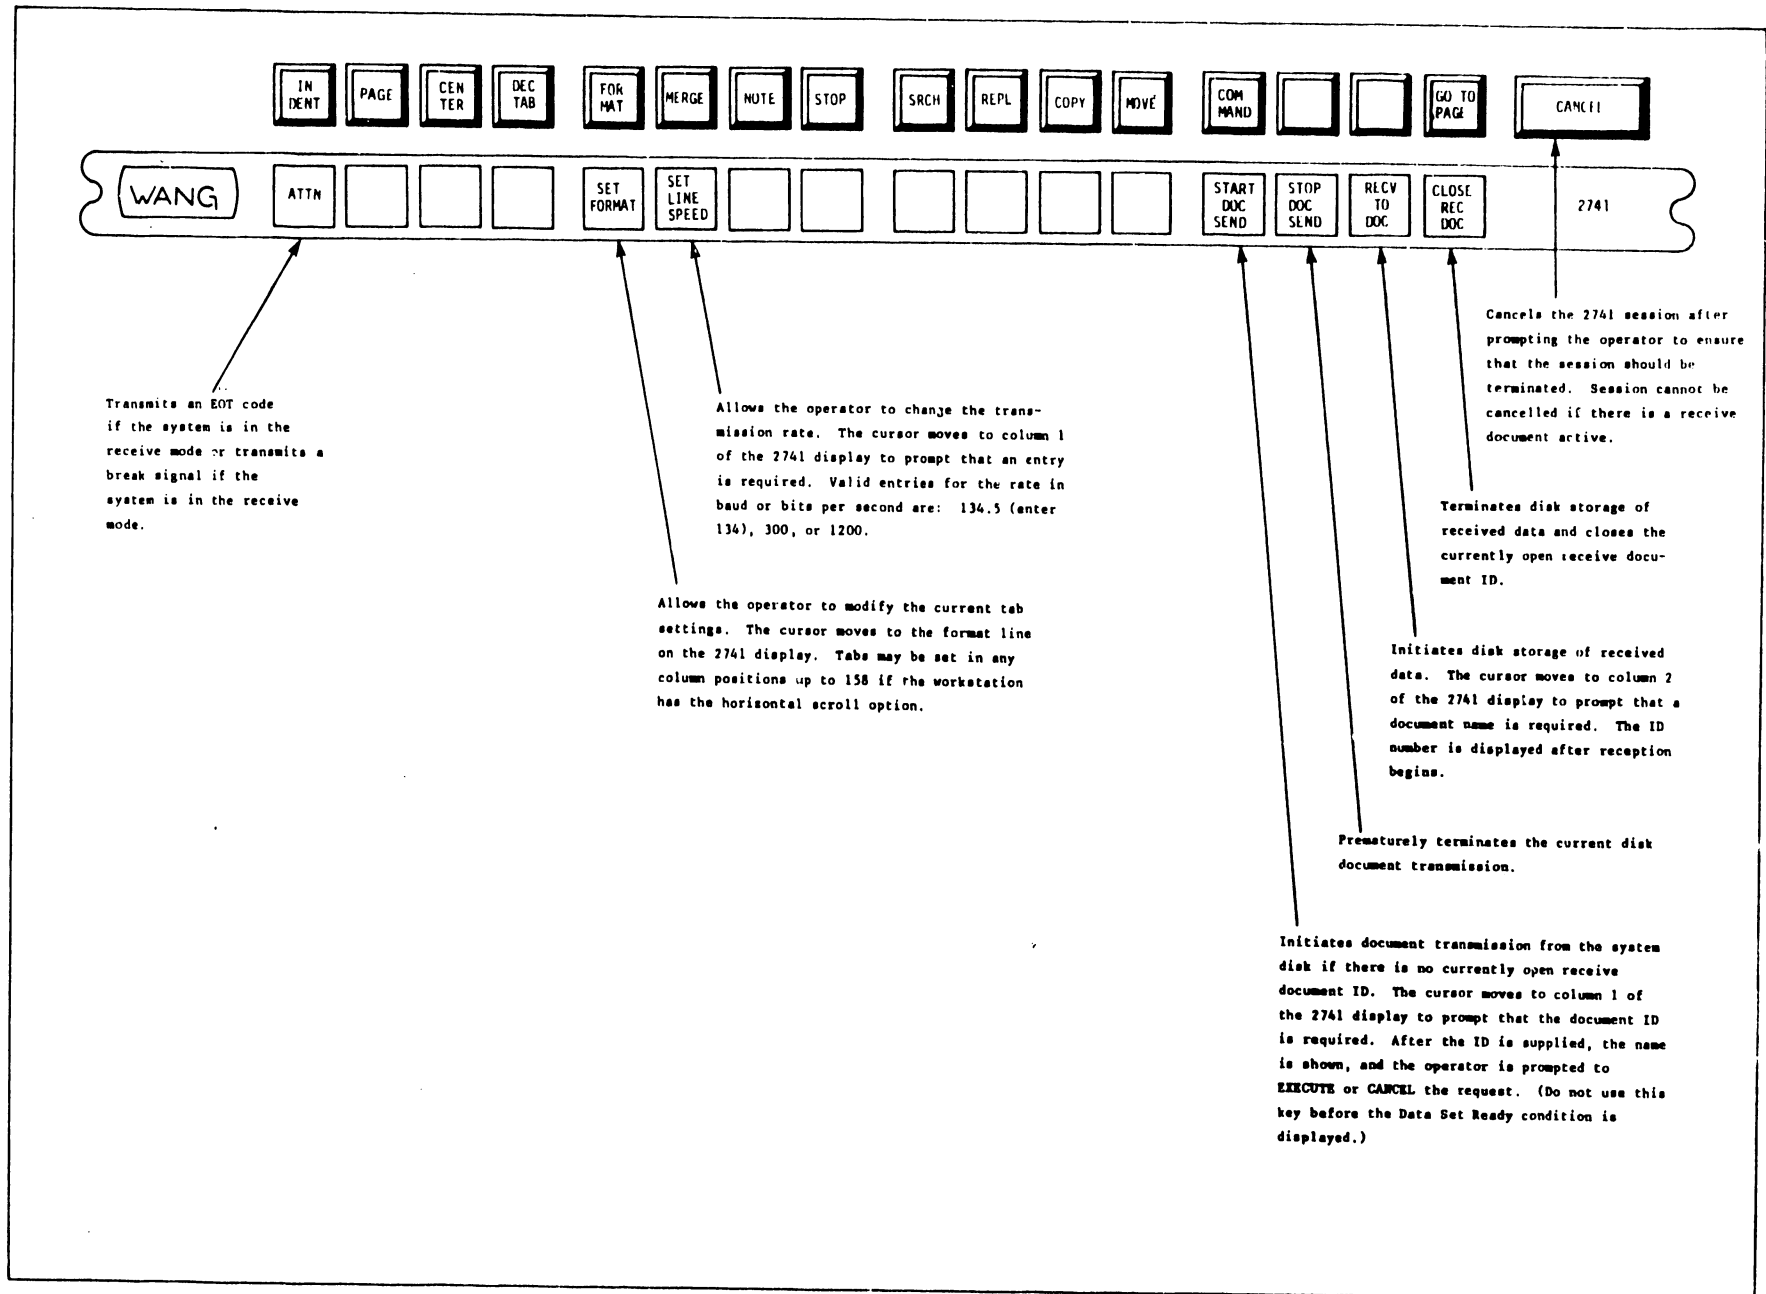 IN
DENT
PAGE
CEN
TER
DEC
TAB
FOR
MAT
MERGE
NOTE
STOP
SRCH
REPL
COPY
MOVE
COM
MAND
GO TO
PAGE
CANCEL
WANG
ATTN
SET
FORMAT
SET
LINE
SPEED
START
DOC
SEND
STOP
DOC
SEND
RECV
TO
DOC
CLOSE
REC
DOC
2741
Transmits an EOT code
if the system is in the
receive mode or transmits a
break signal if the
system is in the receive
mode.
Allows the operator to change the trans-
mission rate. The cursor moves to column 1
of the 2741 display to prompt that an entry
is required. Valid entries for the rate in
baud or bits per second are: 134.5 (enter
134), 300, or 1200.
Allows the operator to modify the current tab
settings. The cursor moves to the format line
on the 2741 display. Tabs may be set in any
column positions up to 158 if the workstation
has the horizontal scroll option.
Cancels the 2741 session after
prompting the operator to ensure
that the session should be
terminated. Session cannot be
cancelled if there is a receive
document active.
Terminates disk storage of
received data and closes the
currently open receive docu-
ment ID.
Initiates disk storage of received
data. The cursor moves to column 2
of the 2741 display to prompt that a
document name is required. The ID
number is displayed after reception
begins.
Prematurely terminates the current disk
document transmission.
Initiates document transmission from the system
disk if there is no currently open receive
document ID. The cursor moves to column 1 of
the 2741 display to prompt that the document ID
is required. After the ID is supplied, the name
is shown, and the operator is prompted to
EXECUTE or CANCEL the request. (Do not use this
key before the Data Set Ready condition is
displayed.)